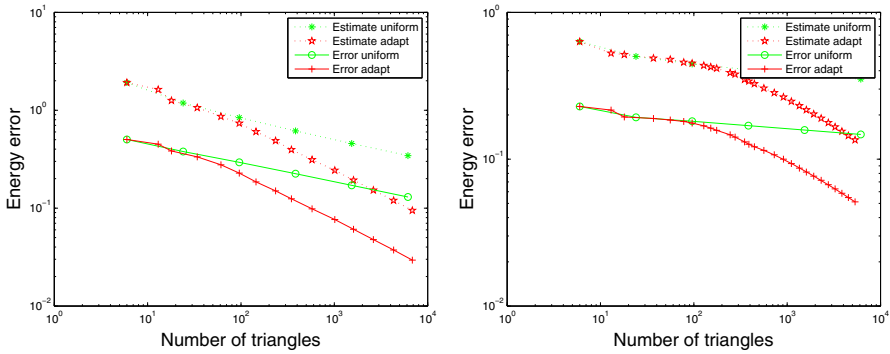 10^1
10^0
10^-1
10^-2
Energy error
10^0
10^1
10^2
10^3
10^4
Number of triangles
Estimate uniform
Estimate adapt
Error uniform
Error adapt
10^0
10^-1
10^-2
Energy error
10^0
10^1
10^2
10^3
10^4
Number of triangles
Estimate uniform
Estimate adapt
Error uniform
Error adapt